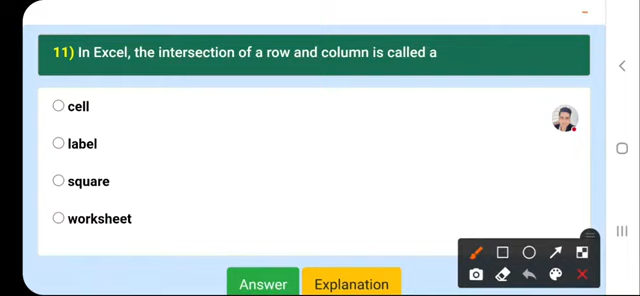 11) In Excel, the intersection of a row and column is called a
cell
label
square
worksheet
Answer
Explanation